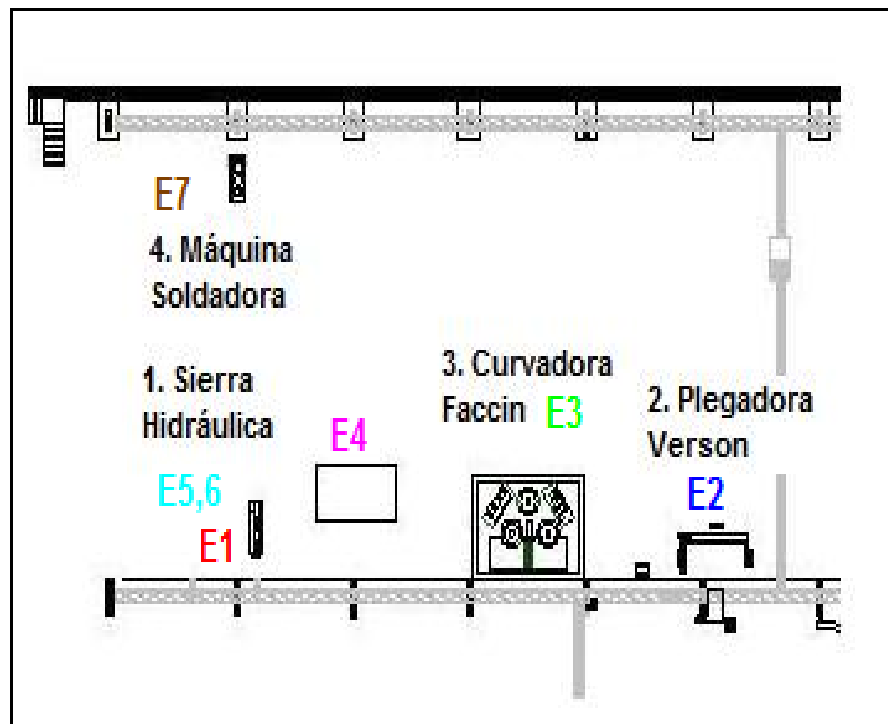 E7
4. Máquina
Soldadora
1. Sierra
Hidráulica
E4
3. Curvadora
Faccin E3
2. Plegadora
Verson
E5,6
E2
E1